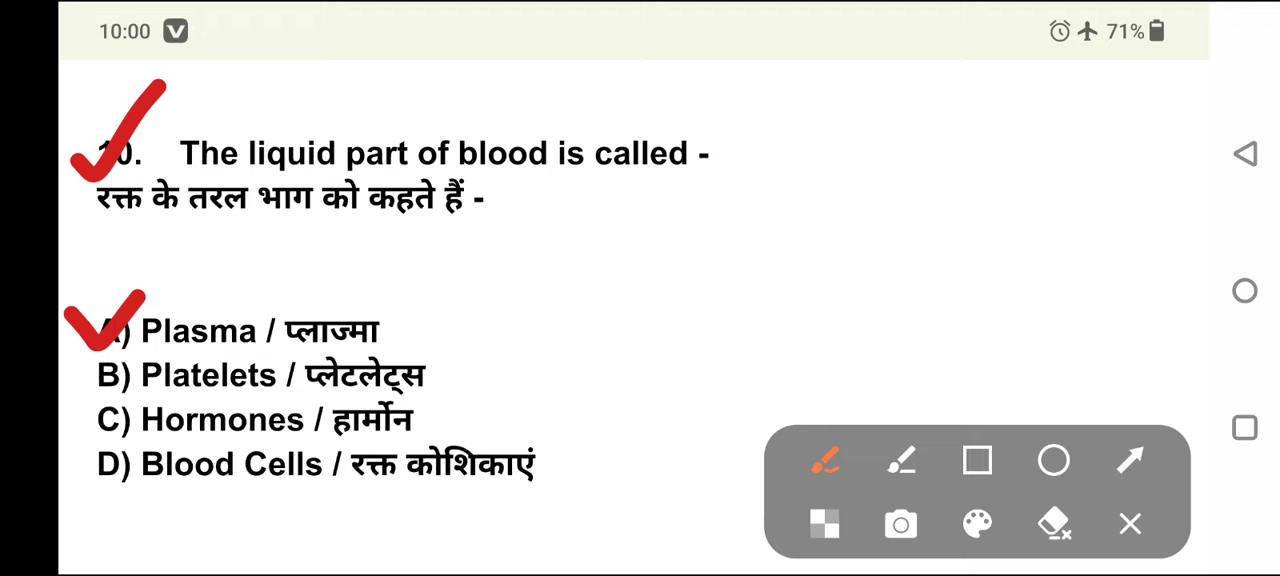 10:00
71%
10. The liquid part of blood is called -
रक्त के तरल भाग को कहते हैं -
A) Plasma / प्लाज्मा
B) Platelets / प्लेटलेट्स
C) Hormones / हार्मोन
D) Blood Cells / रक्त कोशिकाएं